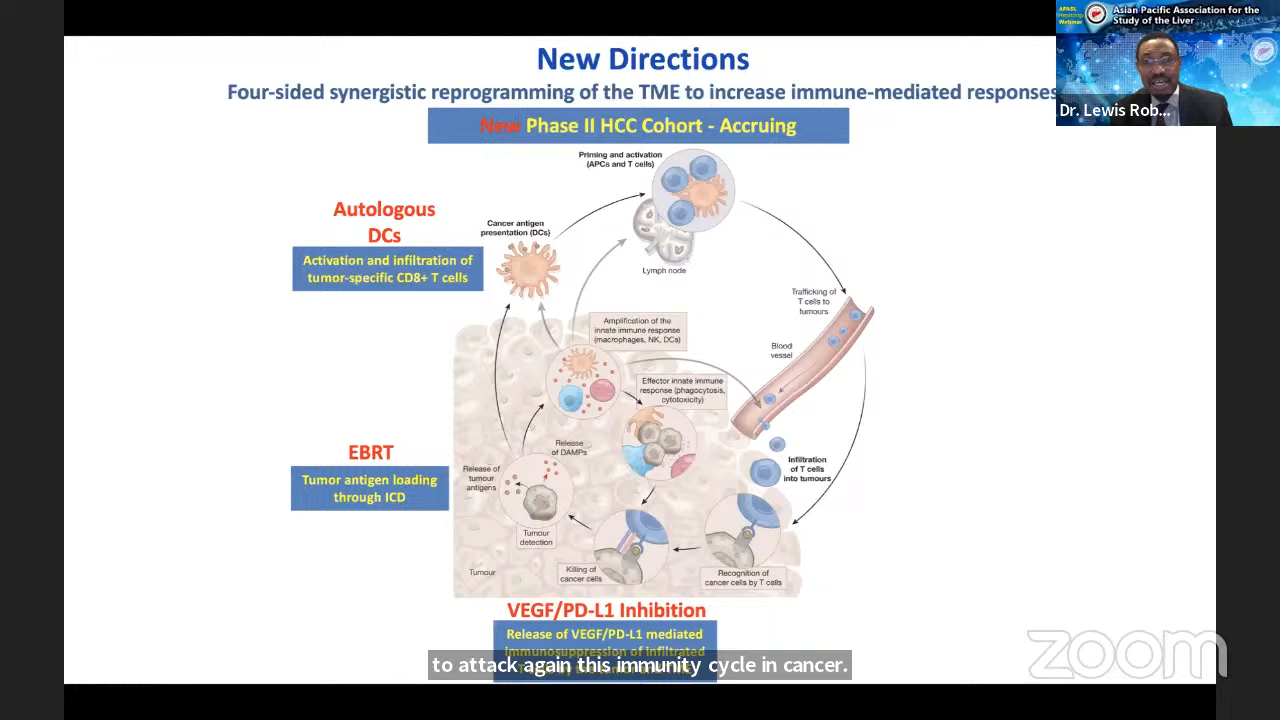 APASL
Hepatology
Webinar
Asian Pacific Association for the
Study of the Liver
Dr. Lewis Rob...
New Directions
Four-sided synergistic reprogramming of the TME to increase immune-mediated responses
New Phase II HCC Cohort - Accruing
Priming and activation
(APCs and T cells)
Autologous
DCs
Activation and infiltration of
tumor-specific CD8+ T cells
Cancer antigen
presentation (DCs)
Lymph node
Trafficking of
T cells to
tumours
Blood
vessel
Amplification of the
innate immune response
(macrophages, NK, DCs)
Effector innate immune
response (phagocytosis,
cytotoxicity)
EBRT
Tumor antigen loading
through ICD
Release
of DAMPs
Release of
tumour
antigens
Infiltration
of T cells
into tumours
Tumour
detection
Tumour
Killing of
cancer cells
Recognition of
cancer cells by T cells
VEGF/PD-L1 Inhibition
Release of VEGF/PD-L1 mediated
immunosuppression of infiltrated
to attack again this immunity cycle in cancer.
zoom